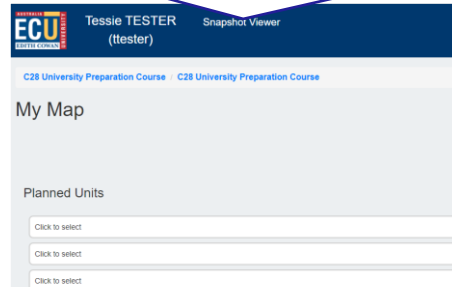 AUSTRALIA
ECU
EDITH COWAN
Tessie TESTER
(ttester)
Snapshot Viewer
C28 University Preparation Course / C28 University Preparation Course
My Map
Planned Units
Click to select
Click to select
Click to select